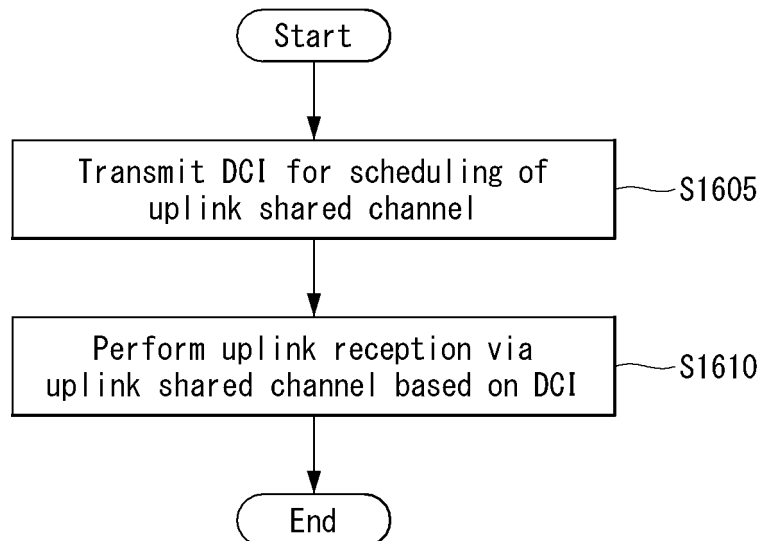 Start
Transmit DCI for scheduling of
uplink shared channel
S1605
Perform uplink reception via
uplink shared channel based on DCI
S1610
End